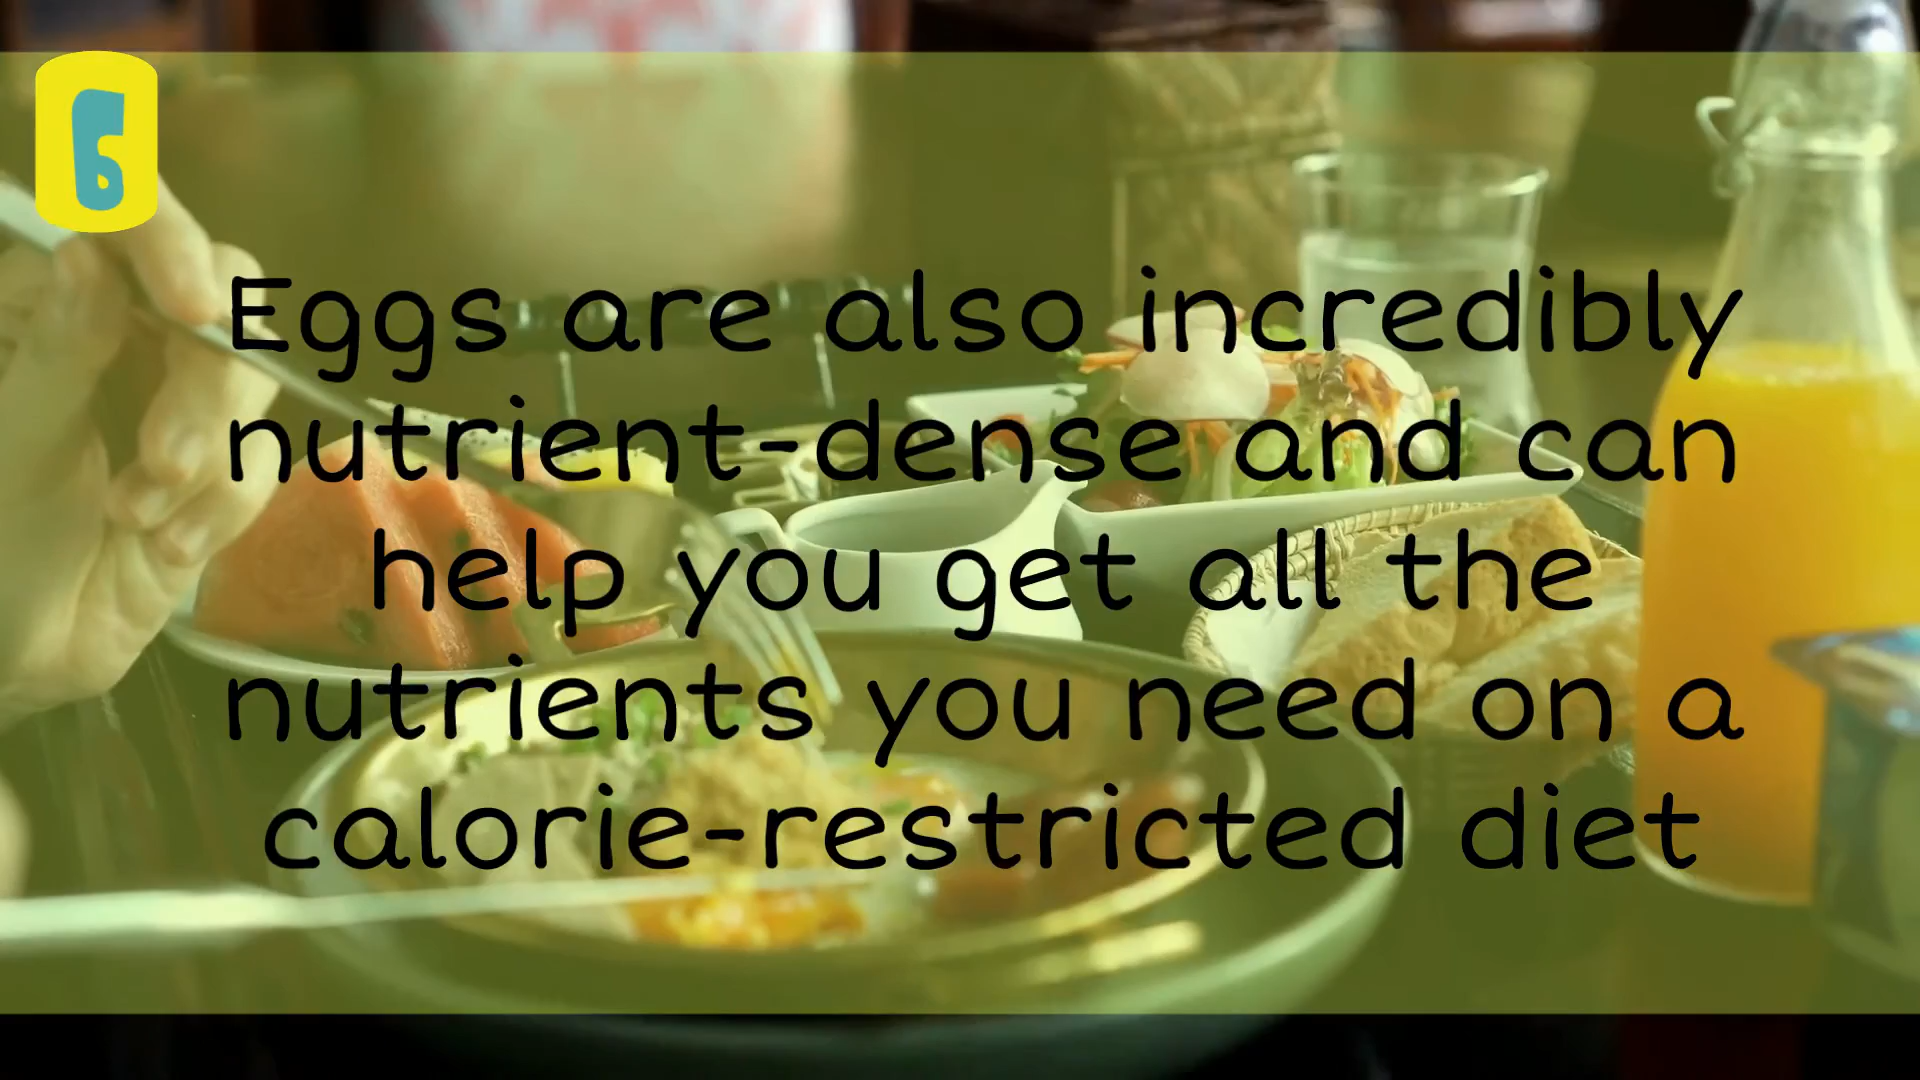 6
Eggs are also incredibly
nutrient-dense and can
help you get all the
nutrients you need on a
calorie-restricted diet